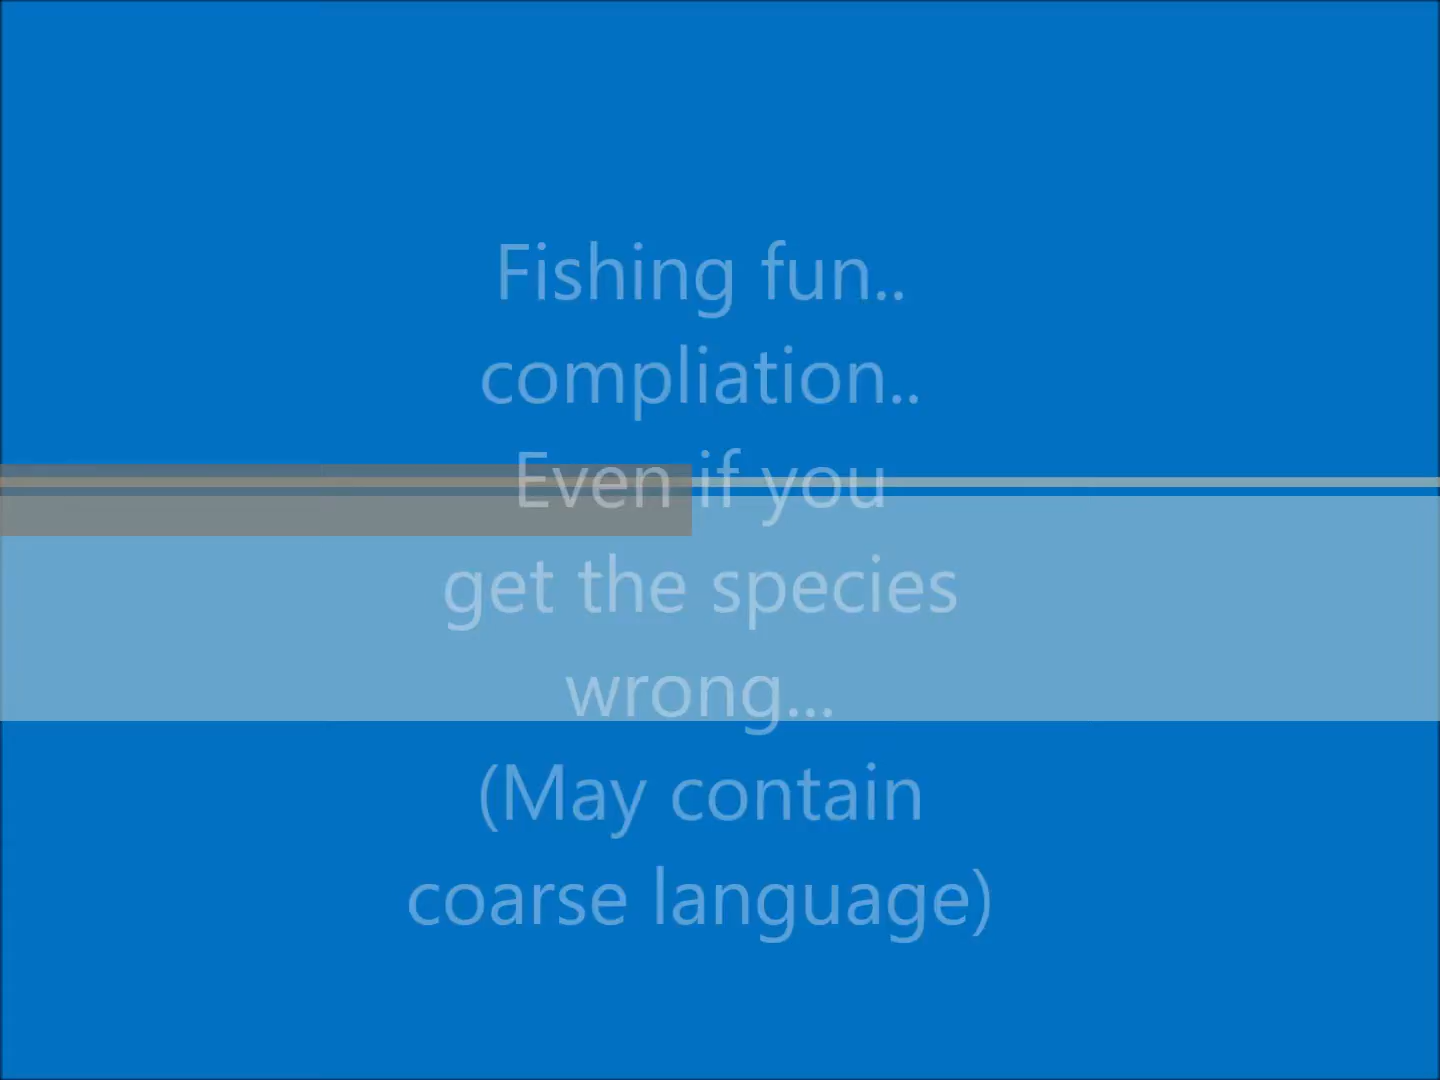 Fishing fun..
compliation..
Even if you
get the species
wrong...
(May contain
coarse language)